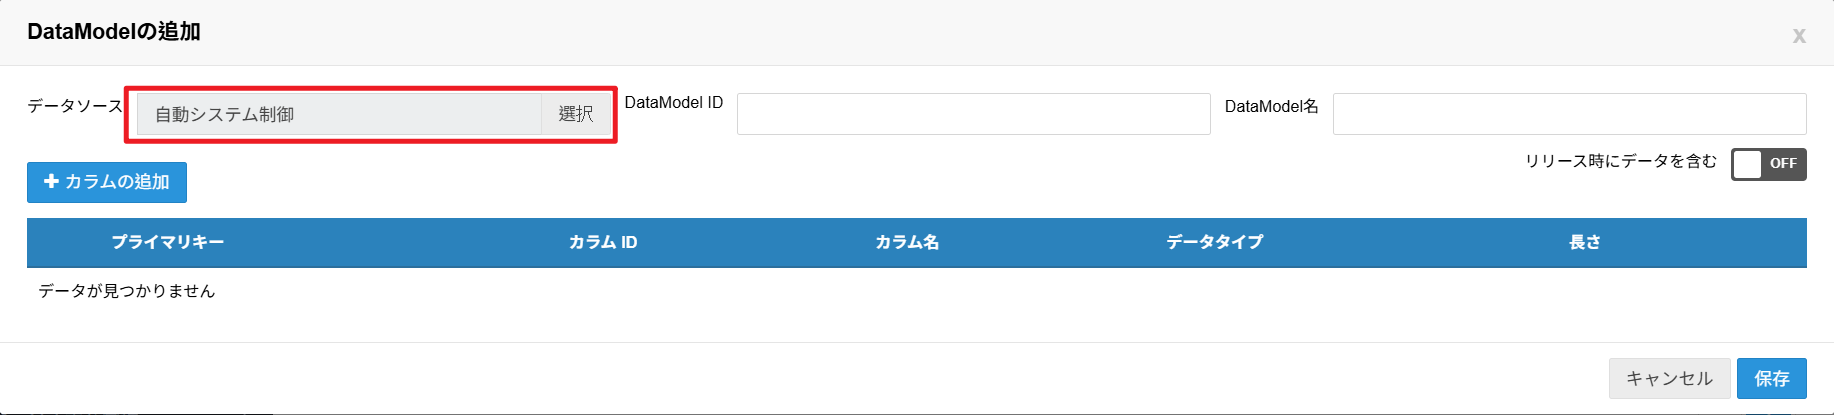 DataModelの追加
x
データソース 自動システム制御 選択 DataModel ID DataModel名
リリース時にデータを含む OFF
+ カラムの追加
プライマリキー カラム ID カラム名 データタイプ 長さ
データが見つかりません
キャンセル 保存